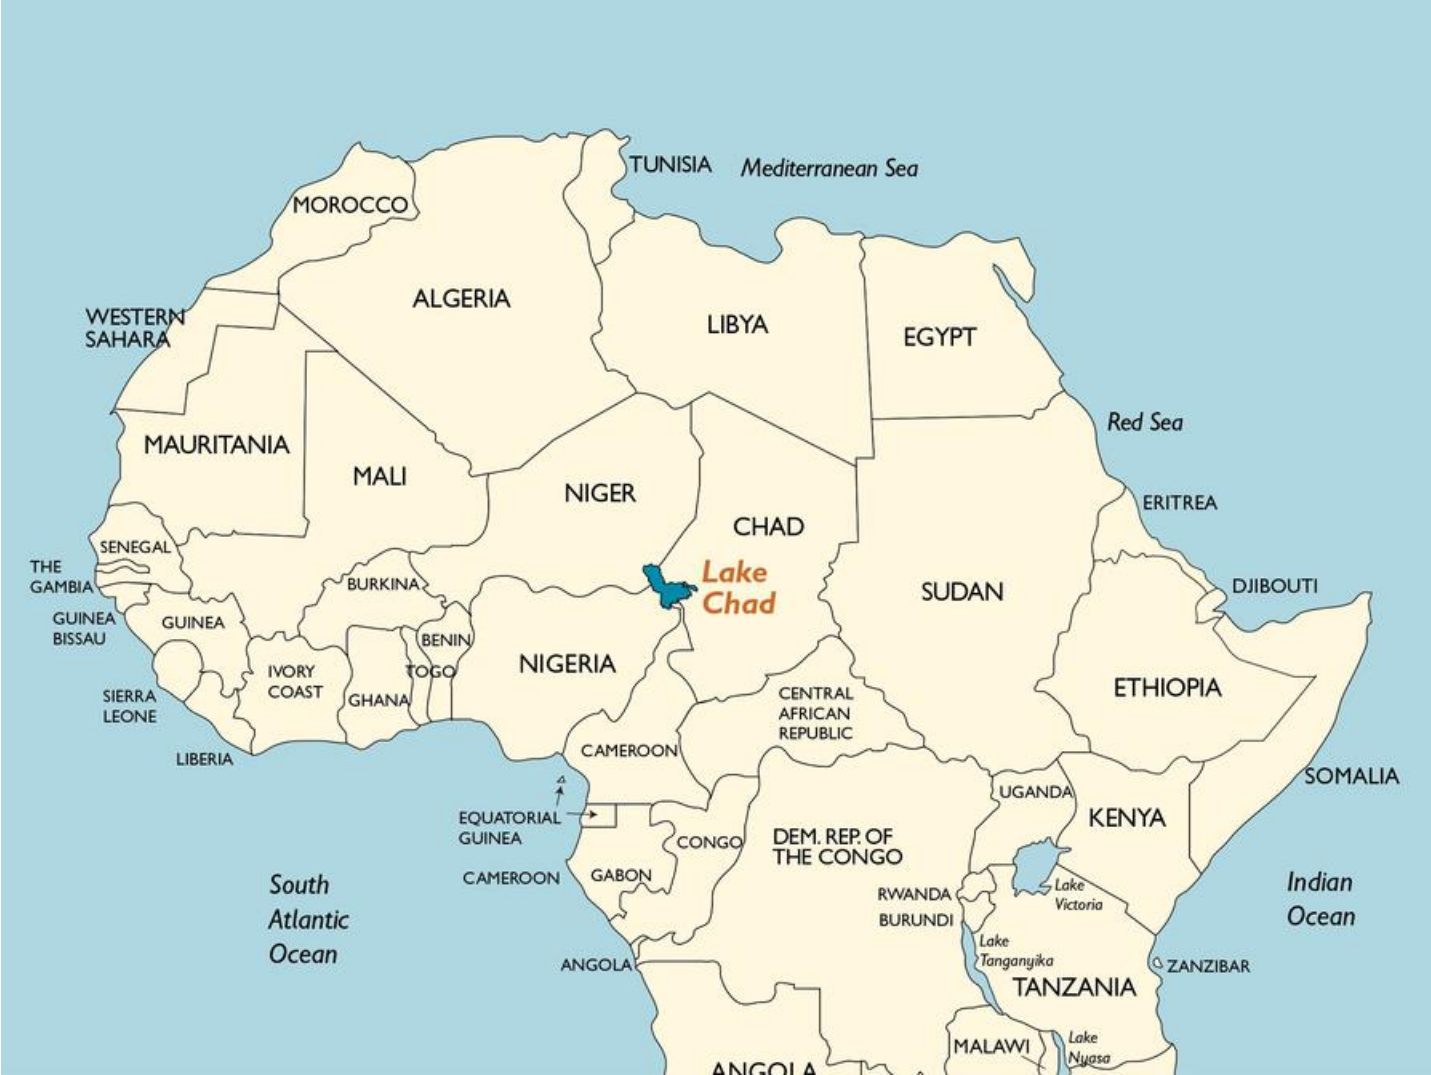 TUNISIA
Mediterranean Sea
MOROCCO
ALGERIA
WESTERN
SAHARA
LIBYA
EGYPT
Red Sea
MAURITANIA
MALI
NIGER
CHAD
ERITREA
SENEGAL
THE
GAMBIA
BURKINA
Lake
Chad
SUDAN
DJIBOUTI
GUINEA
BISSAU
GUINEA
BENIN
NIGERIA
IVORY
COAST
TOGO
GHANA
ETHIOPIA
SIERRA
LEONE
CENTRAL
AFRICAN
REPUBLIC
LIBERIA
CAMEROON
SOMALIA
UGANDA
KENYA
EQUATORIAL
GUINEA
CONGO
DEM. REP. OF
THE CONGO
CAMEROON
GABON
South
Atlantic
Ocean
RWANDA
BURUNDI
Lake
Victoria
Indian
Ocean
Lake
Tanganyika
ANGOLA
ZANZIBAR
TANZANIA
MALAWI
Lake
Nyasa
ANGOLA